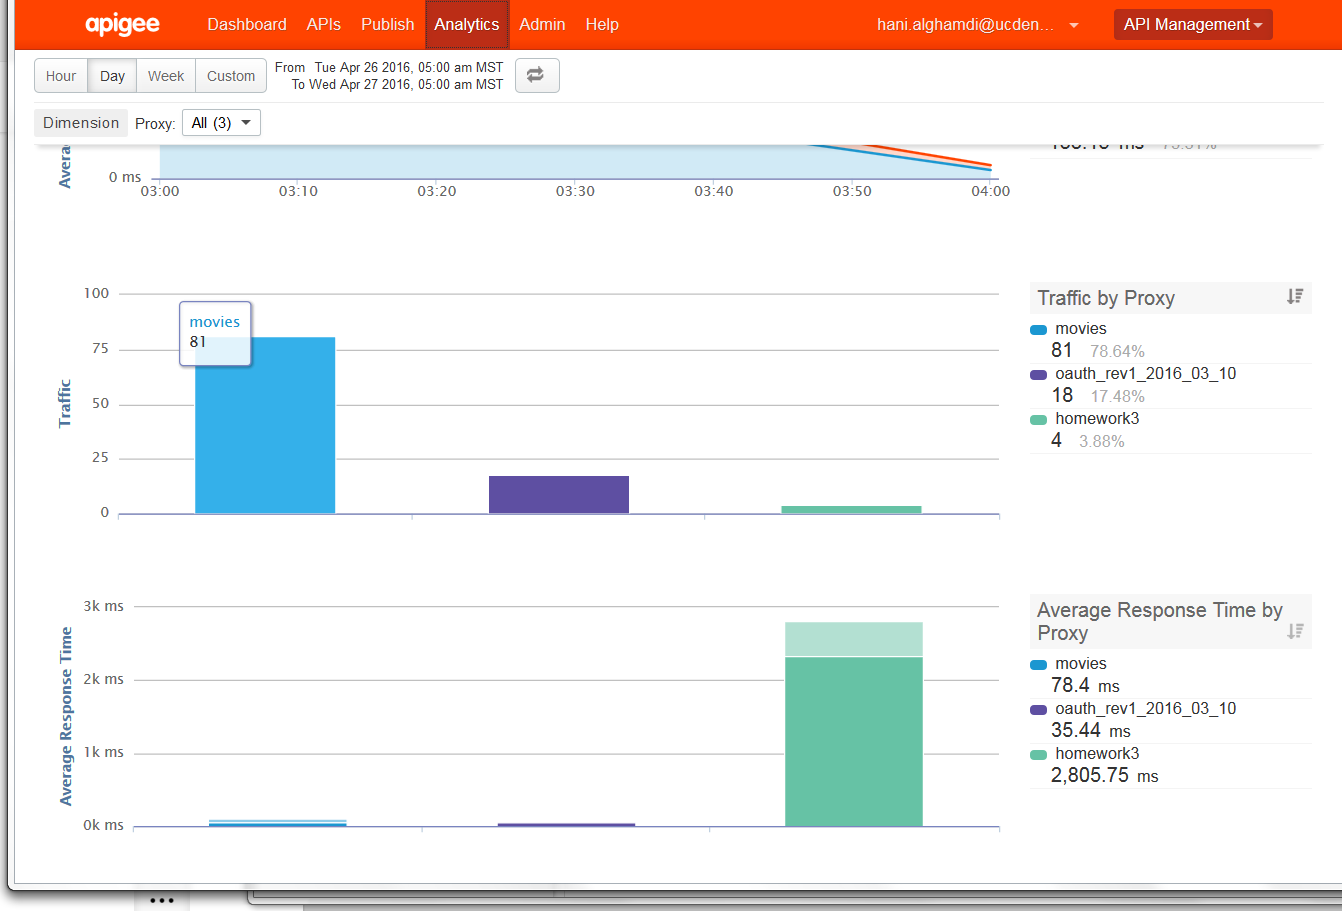 apigee Dashboard APIs Publish Analytics Admin Help hani.alghamdi@ucden... API Management
Hour Day Week Custom From Tue Apr 26 2016, 05:00 am MST
To Wed Apr 27 2016, 05:00 am MST
Dimension Proxy: All (3)
0 ms
03:00 03:10 03:20 03:30 03:40 03:50 04:00
Traffic
100
75
50
25
0
movies
81
Traffic by Proxy
movies
81 78.64%
oauth_rev1_2016_03_10
18 17.48%
homework3
4 3.88%
Average Response Time
3k ms
2k ms
1k ms
0k ms
Average Response Time by
Proxy
movies
78.4 ms
oauth_rev1_2016_03_10
35.44 ms
homework3
2,805.75 ms